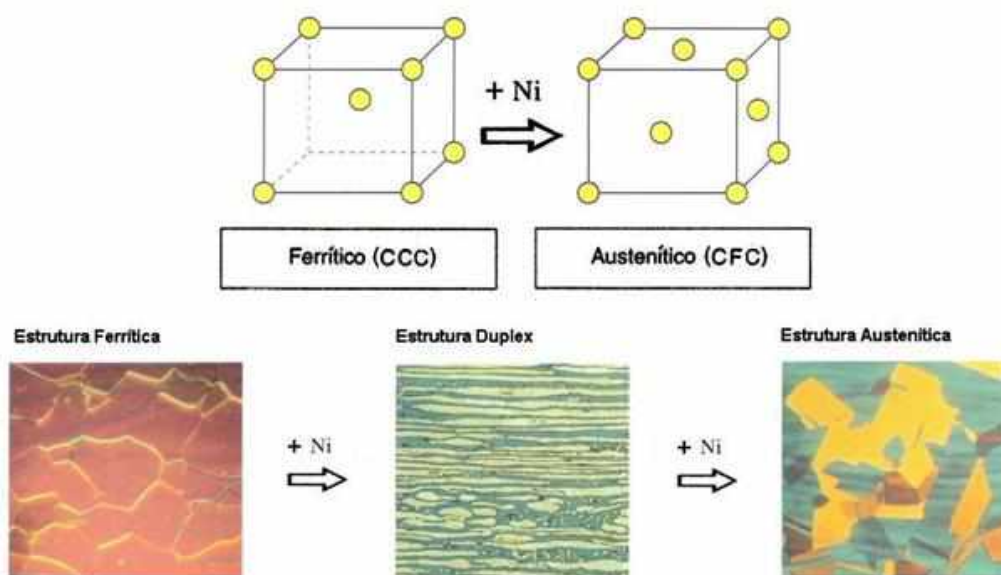 + Ni
Ferrítico (CCC)
Austenítico (CFC)
Estrutura Ferrítica
Estrutura Duplex
Estrutura Austenítica
+ Ni
+ Ni